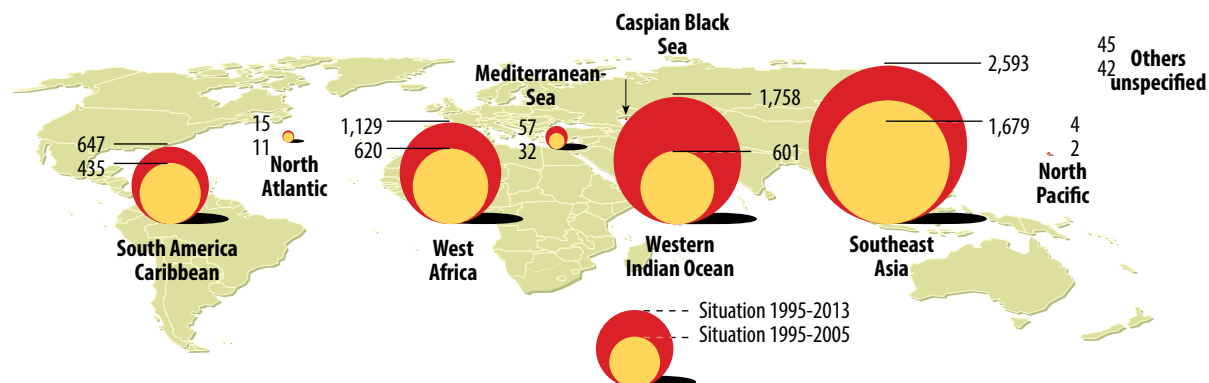 Caspian Black
Sea
Mediterranean-
Sea
647
435
South America
Caribbean
15
11
North
Atlantic
1,129
620
West
Africa
57
32
1,758
601
Western
Indian Ocean
2,593
1,679
Southeast
Asia
45
42
Others
unspecified
4
2
North
Pacific
Situation 1995-2013
Situation 1995-2005